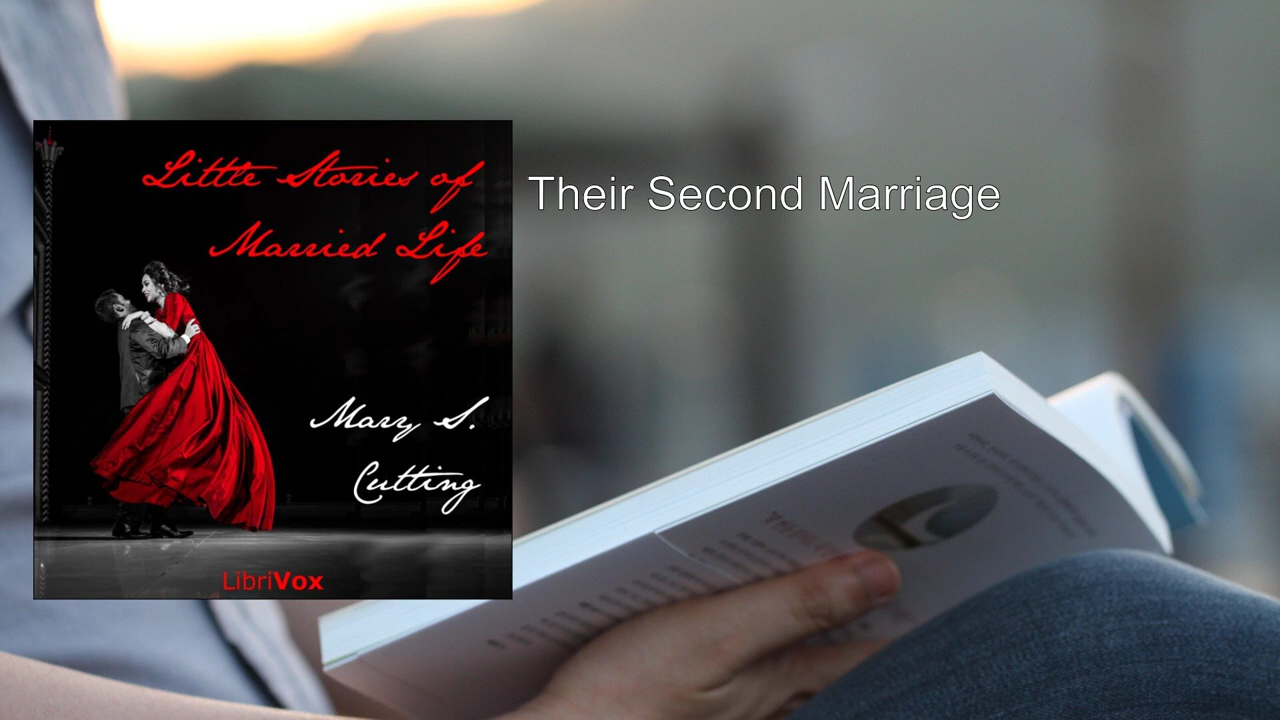 Little Stories of
Married Life
Mary S.
Cutting
LibriVox
Their Second Marriage